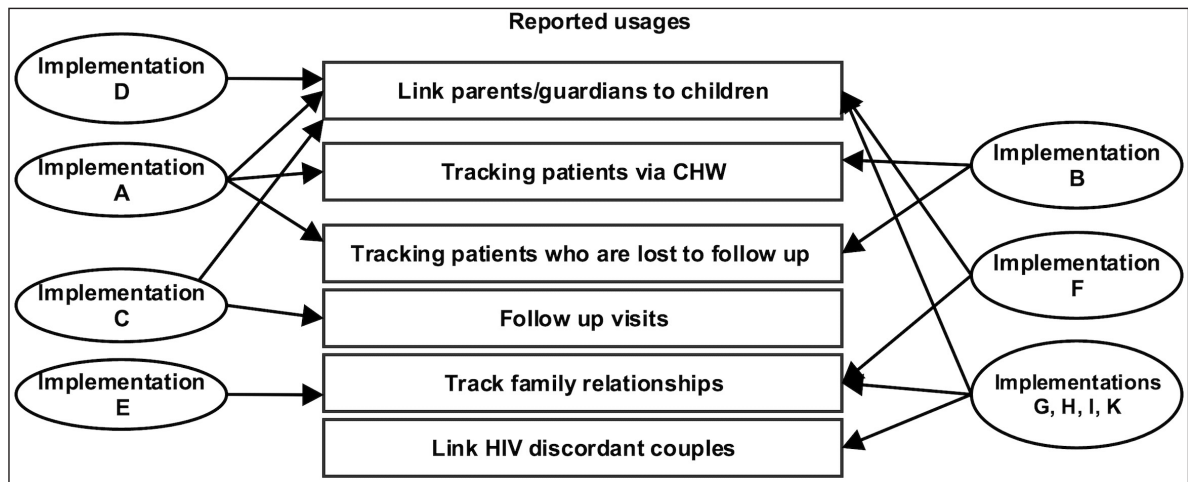 Reported usages
Implementation
D
Implementation
A
Implementation
C
Implementation
E
Link parents/guardians to children
Tracking patients via CHW
Tracking patients who are lost to follow up
Follow up visits
Track family relationships
Link HIV discordant couples
Implementation
B
Implementation
F
Implementations
G, H, I, K